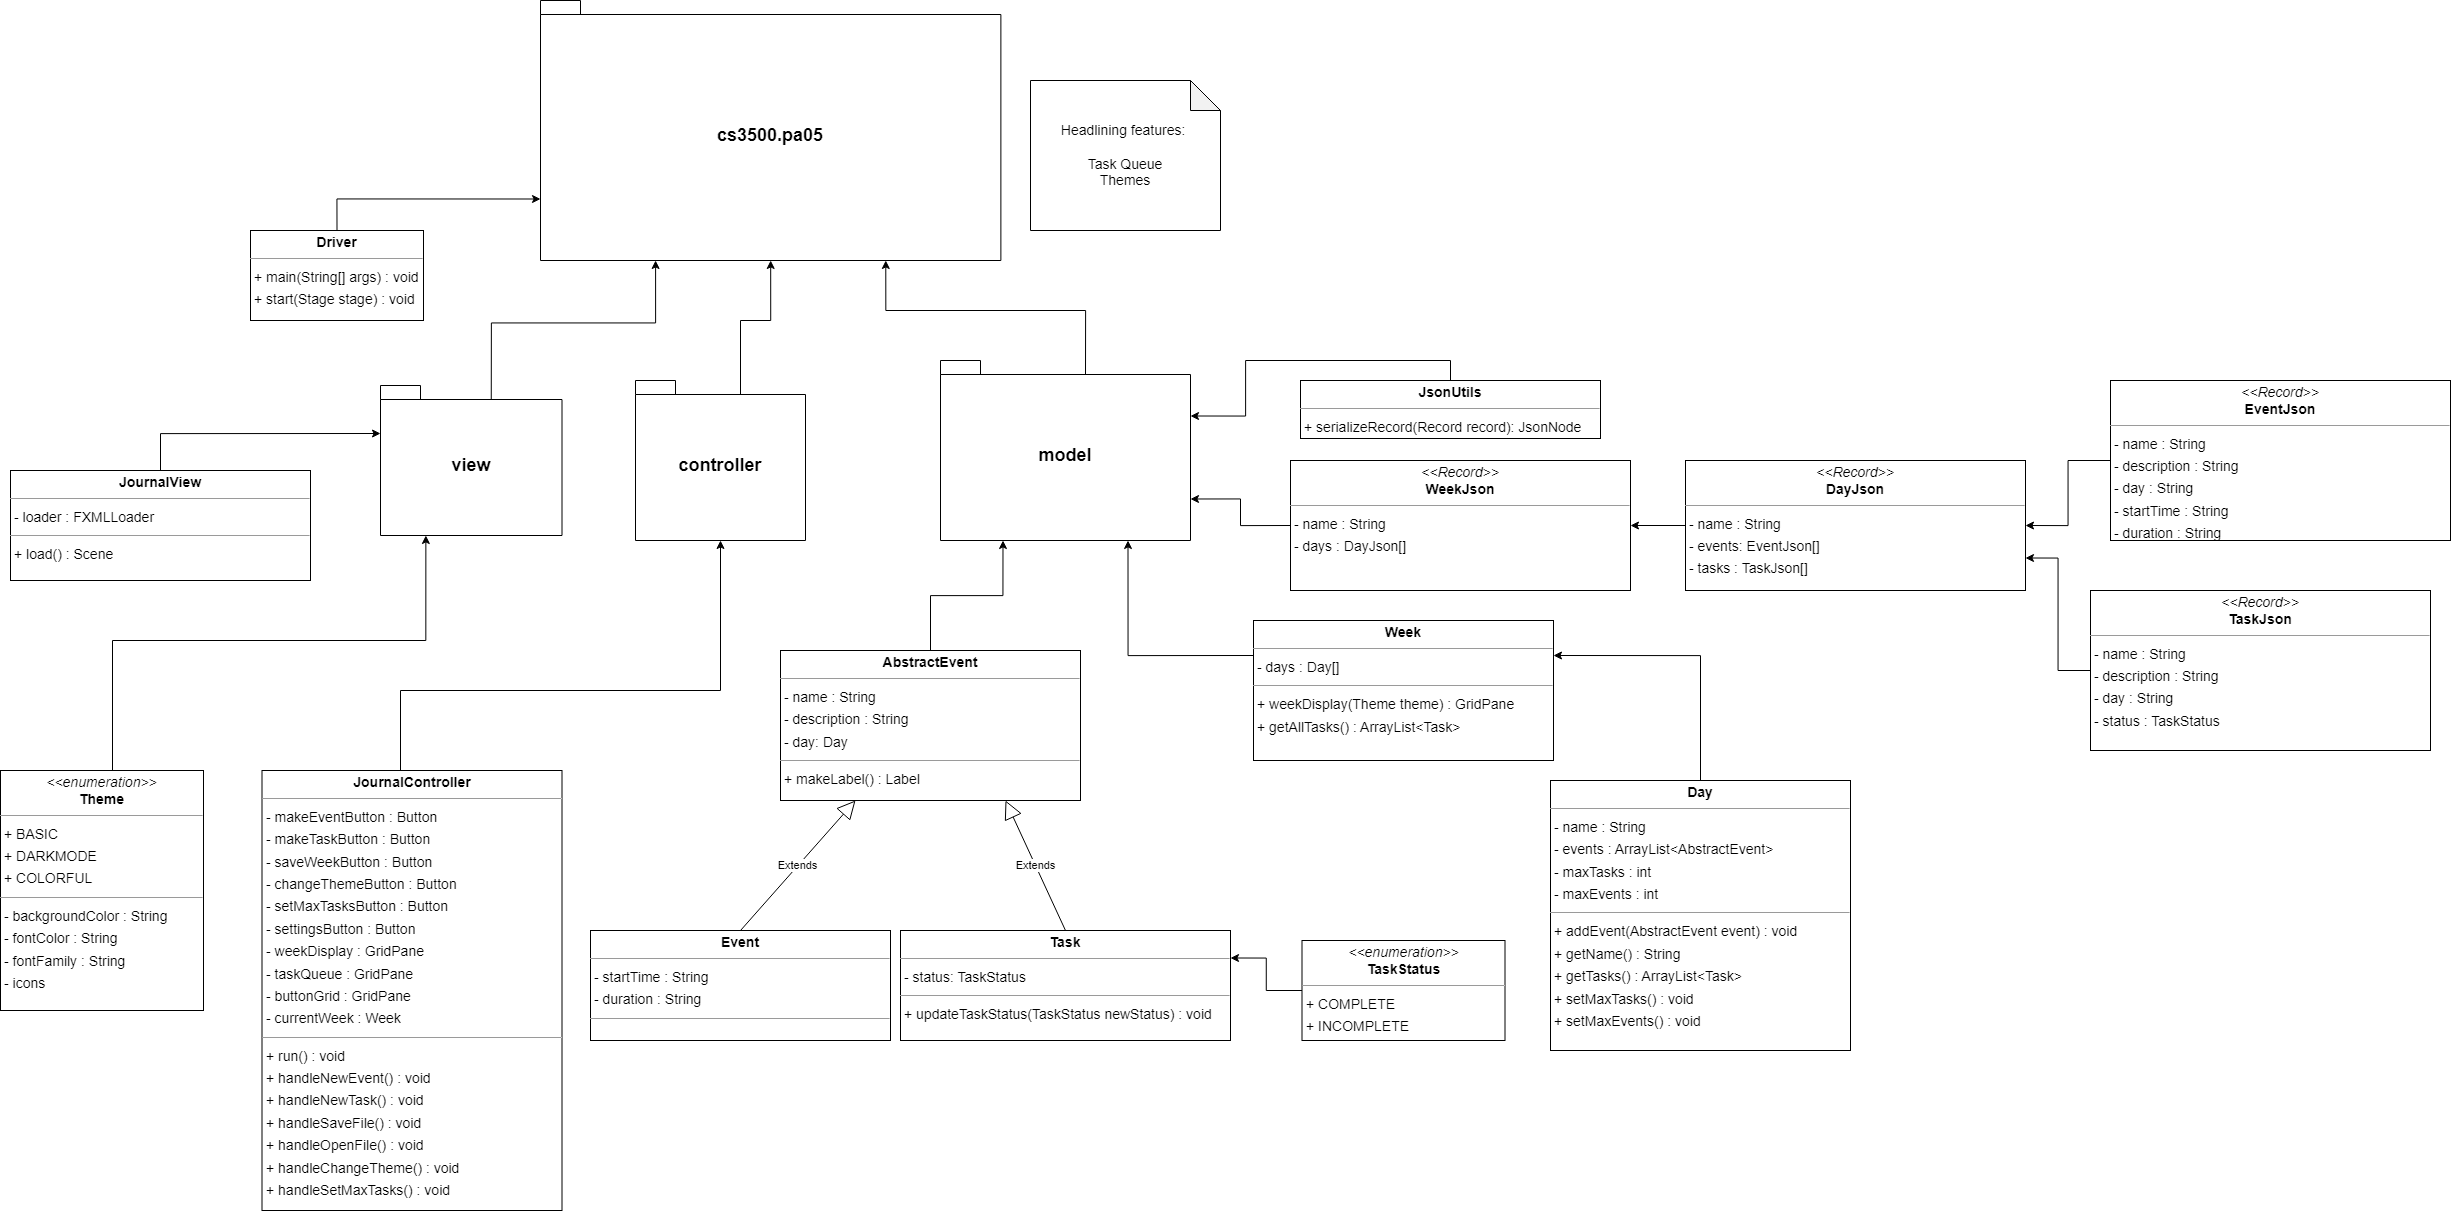 cs3500.pa05
Headlining features:
Task Queue
Themes
Driver
+ main(String[] args) : void
+ start(Stage stage) : void
view
controller
model
JsonUtils
+ serializeRecord(Record record): JsonNode
<<Record>>
WeekJson
- name : String
- days : DayJson[]
<<Record>>
DayJson
- name : String
- events: EventJson[]
- tasks : TaskJson[]
<<Record>>
EventJson
- name : String
- description : String
- day : String
- startTime : String
- duration : String
<<Record>>
TaskJson
- name : String
- description : String
- day : String
- status : TaskStatus
JournalView
- loader : FXMLLoader
+ load() : Scene
AbstractEvent
- name : String
- description : String
- day: Day
+ makeLabel() : Label
Week
- days : Day[]
+ weekDisplay(Theme theme) : GridPane
+ getAllTasks() : ArrayList<Task>
<<enumeration>>
Theme
+ BASIC
+ DARKMODE
+ COLORFUL
- backgroundColor : String
- fontColor : String
- fontFamily : String
- icons
JournalController
- makeEventButton : Button
- makeTaskButton : Button
- saveWeekButton : Button
- changeThemeButton : Button
- setMaxTasksButton : Button
- settingsButton : Button
- weekDisplay : GridPane
- taskQueue : GridPane
- buttonGrid : GridPane
- currentWeek : Week
+ run() : void
+ handleNewEvent() : void
+ handleNewTask() : void
+ handleSaveFile() : void
+ handleOpenFile() : void
+ handleChangeTheme() : void
+ handleSetMaxTasks() : void
Extends
Extends
Event
- startTime : String
- duration : String
Task
- status: TaskStatus
+ updateTaskStatus(TaskStatus newStatus) : void
<<enumeration>>
TaskStatus
+ COMPLETE
+ INCOMPLETE
Day
- name : String
- events : ArrayList<AbstractEvent>
- maxTasks : int
- maxEvents : int
+ addEvent(AbstractEvent event) : void
+ getName() : String
+ getTasks() : ArrayList<Task>
+ setMaxTasks() : void
+ setMaxEvents() : void